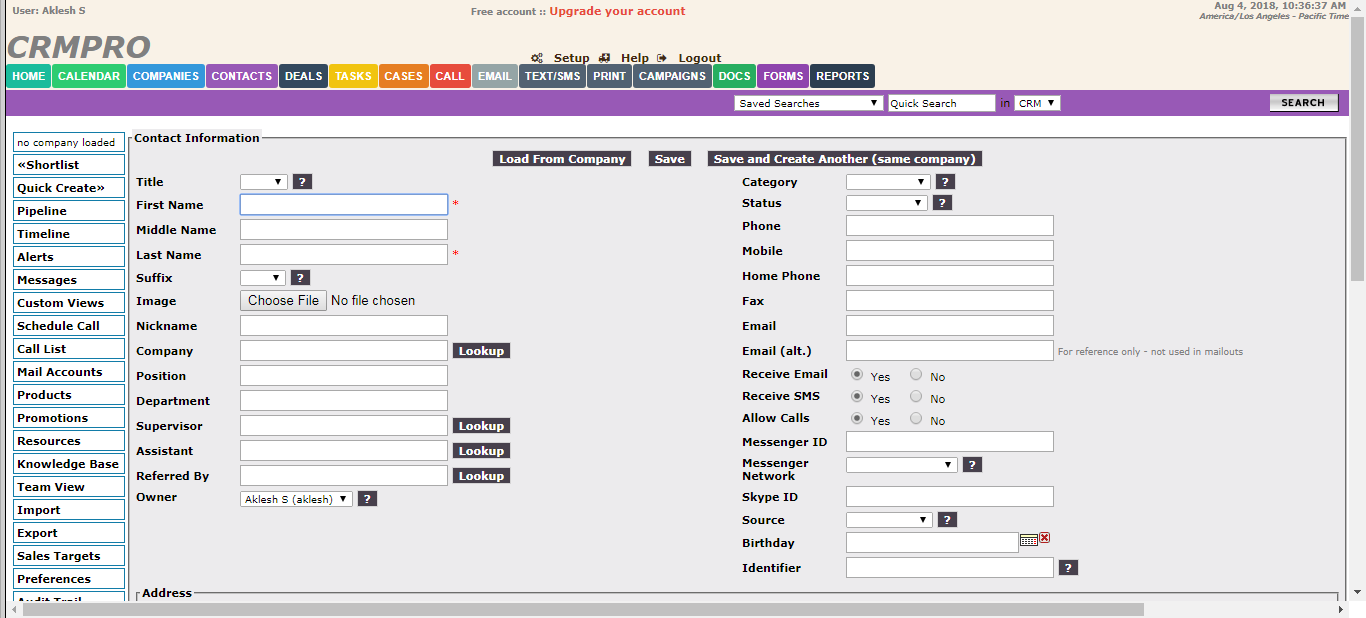 User: Aklesh S
Free account :: Upgrade your account
Aug 4, 2018, 10:36:37 AM
America/Los Angeles - Pacific Time
CRMPRO
Setup Help Logout
HOME CALENDAR COMPANIES CONTACTS DEALS TASKS CASES CALL EMAIL TEXT/SMS PRINT CAMPAIGNS DOCS FORMS REPORTS
Saved Searches Quick Search in CRM SEARCH
no company loaded
«Shortlist
Quick Create»
Pipeline
Timeline
Alerts
Messages
Custom Views
Schedule Call
Call List
Mail Accounts
Products
Promotions
Resources
Knowledge Base
Team View
Import
Export
Sales Targets
Preferences
Audit Trail
Contact Information
Load From Company Save Save and Create Another (same company)
Title ?
First Name *
Middle Name
Last Name *
Suffix ?
Image Choose File No file chosen
Nickname
Company Lookup
Position
Department
Supervisor Lookup
Assistant Lookup
Referred By Lookup
Owner Aklesh S (aklesh) ?
Category ?
Status ?
Phone
Mobile
Home Phone
Fax
Email
Email (alt.) For reference only - not used in mailouts
Receive Email Yes No
Receive SMS Yes No
Allow Calls Yes No
Messenger ID
Messenger
Network ?
Skype ID
Source ?
Birthday
Identifier ?
Address